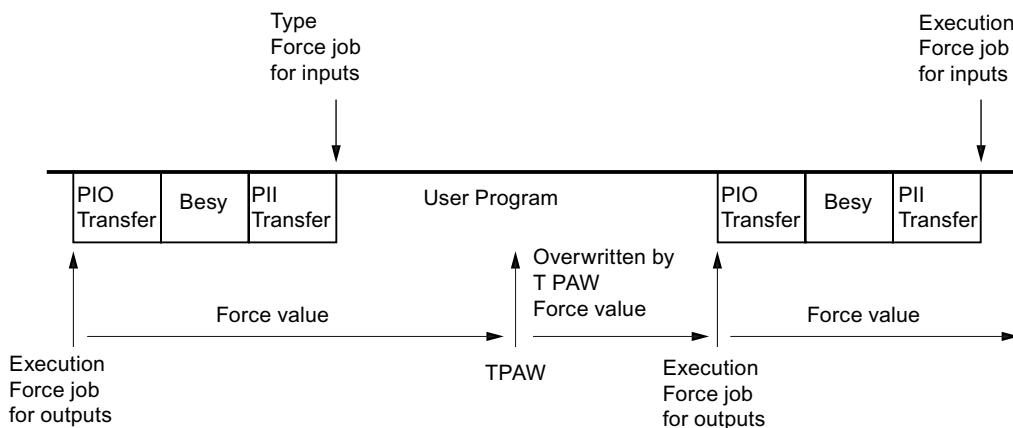 Type
Force job
for inputs
Execution
Force job
for inputs
PIO
Transfer
Besy
PII
Transfer
User Program
PIO
Transfer
Besy
PII
Transfer
Overwritten by
T PAW
Force value
Force value
Force value
Execution
Force job
for outputs
TPAW
Execution
Force job
for outputs